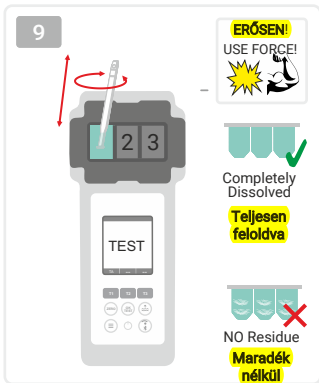 9
ERŐSEN!
USE FORCE!
2 3
TEST
Completely
Dissolved
Teljesen
feloldva
NO Residue
Maradék
nélkül